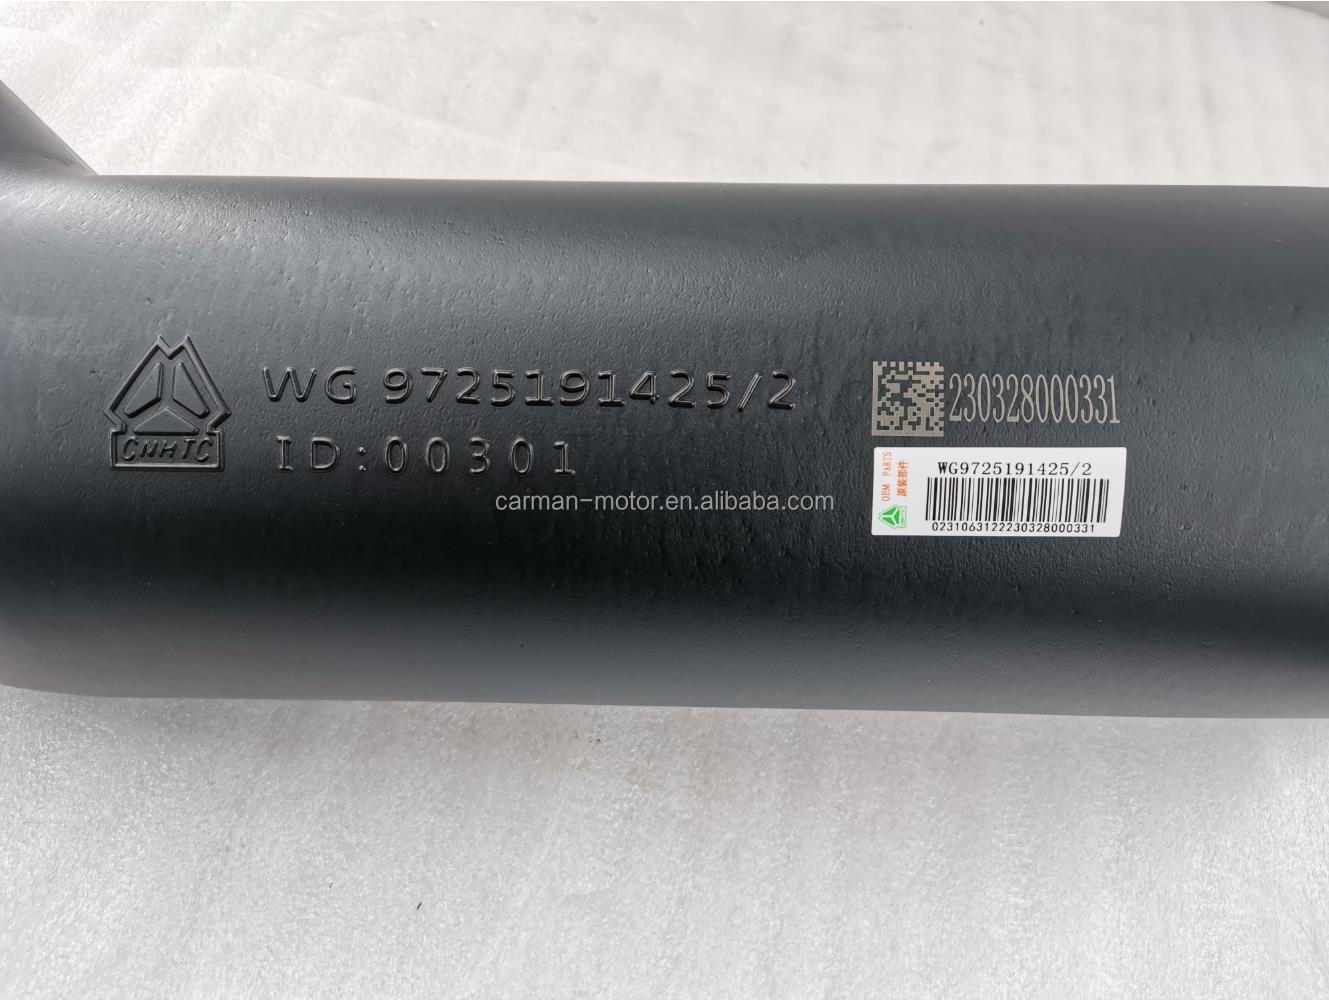 CNHTC
WG 9725191425/2
ID:00301
230328000331
OEM PARTS
原装部件
WG9725191425/2
0231063122230328000331
carman-motor.en.alibaba.com